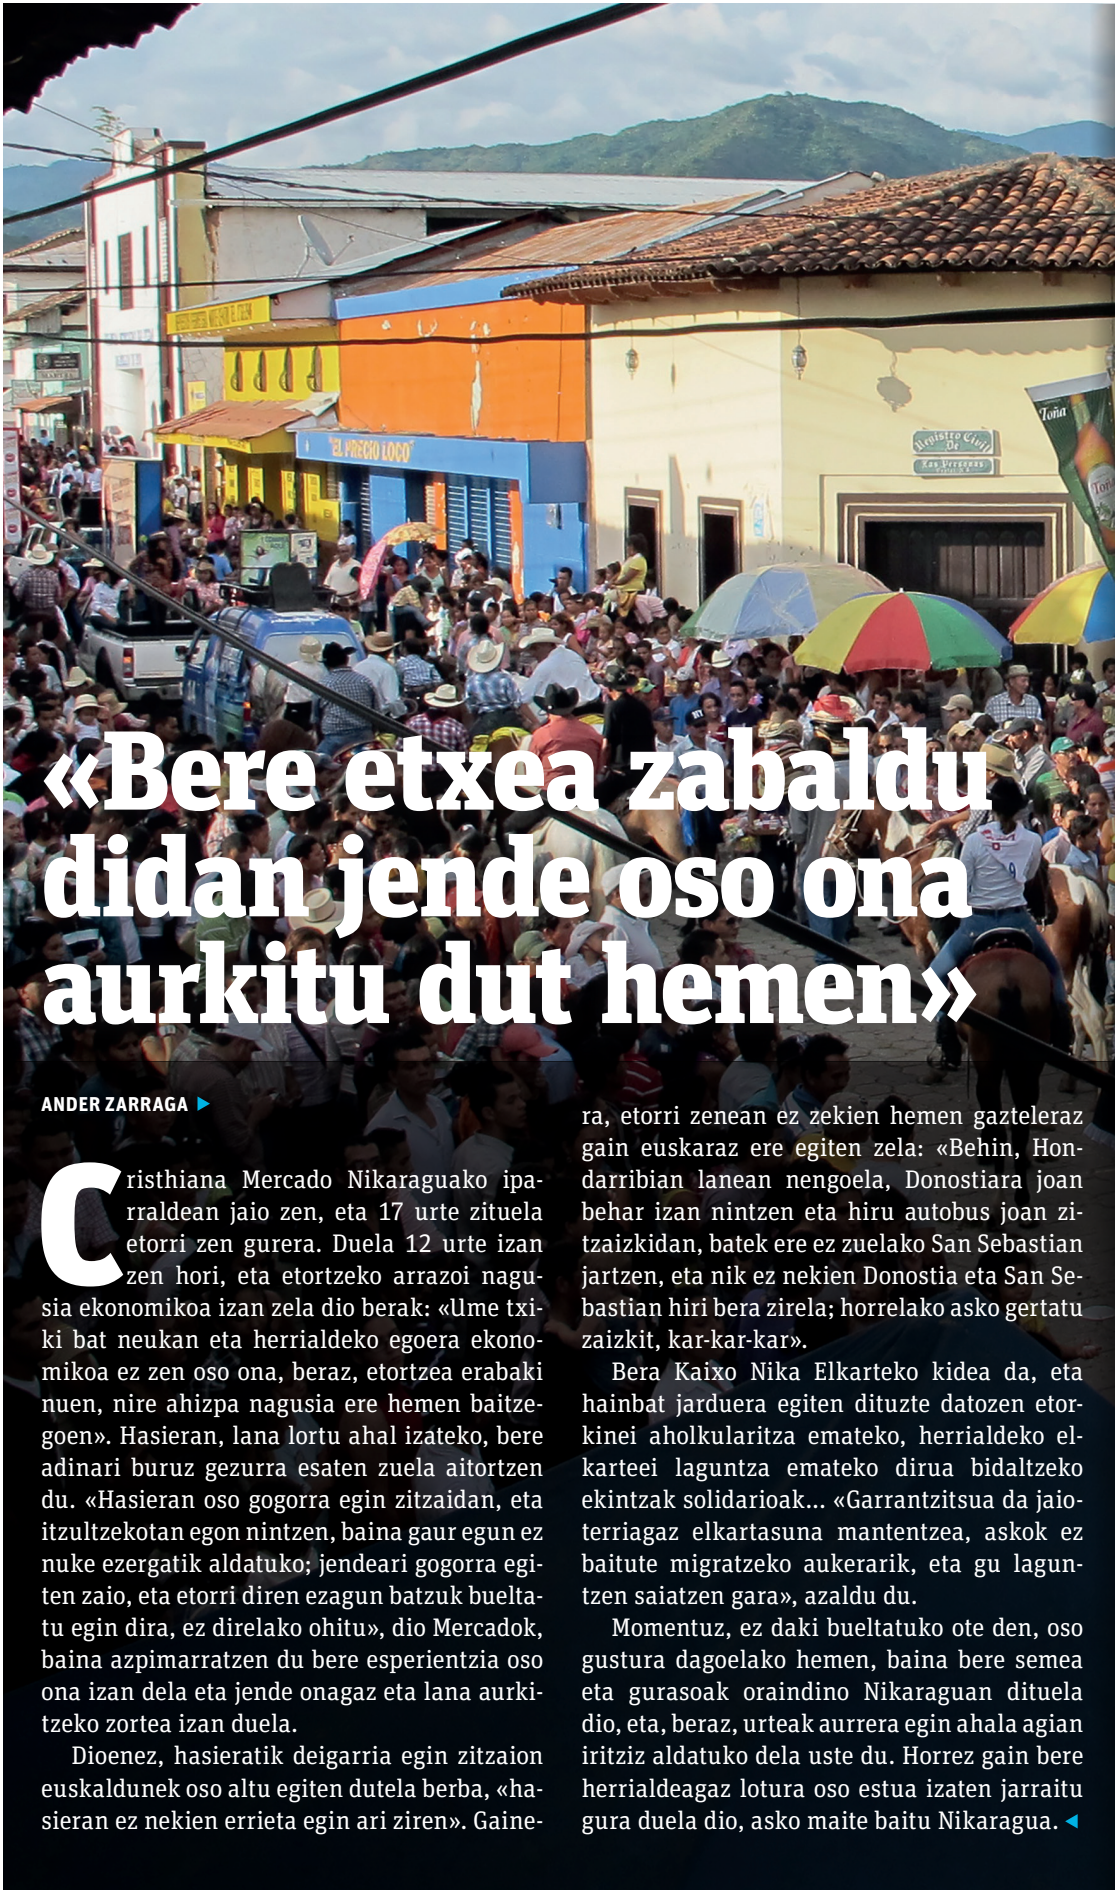 "EL PRECIO LOCO"
Registro Civil
De
Las Personas
Toña
«Bere etxea zabaldu
didan jende oso ona
aurkitu dut hemen»
ANDER ZARRAGA
Cristhiana Mercado Nikaraguako ipa-
rraldean jaio zen, eta 17 urte zituela
etorri zen gurera. Duela 12 urte izan
zen hori, eta etortzeko arrazoi nagu-
sia ekonomikoa izan zela dio berak: «Ume txi-
ki bat neukan eta herrialdeko egoera ekono-
mikoa ez zen oso ona, beraz, etortzea erabaki
nuen, nire ahizpa nagusia ere hemen baitze-
goen». Hasieran, lana lortu ahal izateko, bere
adinari buruz gezurra esaten zuela aitortzen
du. «Hasieran oso gogorra egin zitzaidan, eta
itzultzekotan egon nintzen, baina gaur egun ez
nuke ezergatik aldatuko; jendeari gogorra egi-
ten zaio, eta etorri diren ezagun batzuk buelta-
tu egin dira, ez direlako ohitu», dio Mercadok,
baina azpimarratzen du bere esperientzia oso
ona izan dela eta jende onagaz eta lana aurki-
tzeko zortea izan duela.
Dioenez, hasieratik deigarria egin zitzaion
euskaldunek oso altu egiten dutela berba, «ha-
sieran ez nekien errieta egin ari ziren». Gaine-
ra, etorri zenean ez zekien hemen gazteleraz
gain euskaraz ere egiten zela: «Behin, Hon-
darribian lanean nengoela, Donostiara joan
behar izan nintzen eta hiru autobus joan zi-
tzaizkidan, batek ere ez zuelako San Sebastian
jartzen, eta nik ez nekien Donostia eta San Se-
bastian hiri bera zirela; horrelako asko gertatu
zaizkit, kar-kar-kar».
Bera Kaixo Nika Elkarteko kidea da, eta
hainbat jarduera egiten dituzte datozen etor-
kinei aholkularitza emateko, herrialdeko el-
karteei laguntza emateko dirua bidaltzeko
ekintzak solidarioak... «Garrantzitsua da jaio-
terriagaz elkartasuna mantentzea, askok ez
baitute migratzeko aukerarik, eta gu lagun-
tzen saiatzen gara», azaldu du.
Momentuz, ez daki bueltatuko ote den, oso
gustura dagoelako hemen, baina bere semea
eta gurasoak oraindino Nikaraguan dituela
dio, eta, beraz, urteak aurrera egin ahala agian
iritziz aldatuko dela uste du. Horrez gain bere
herrialdeagaz lotura oso estua izaten jarraitu
gura duela dio, asko maite baitu Nikaragua.